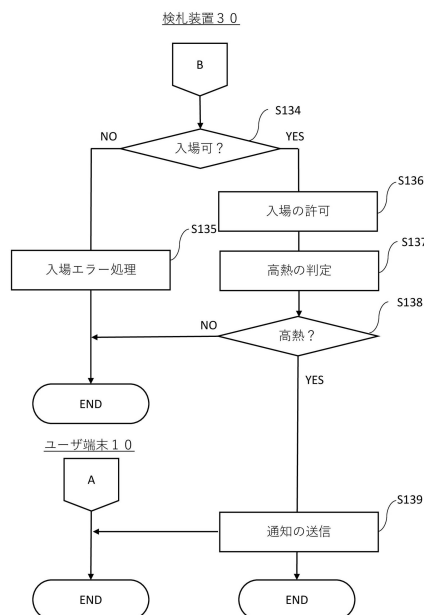 検札装置３０
B
S134
NO
YES
入場可？
S136
入場の許可
S135
S137
入場エラー処理
高熱の判定
S138
NO
高熱？
YES
END
ユーザ端末１０
A
S139
通知の送信
END
END